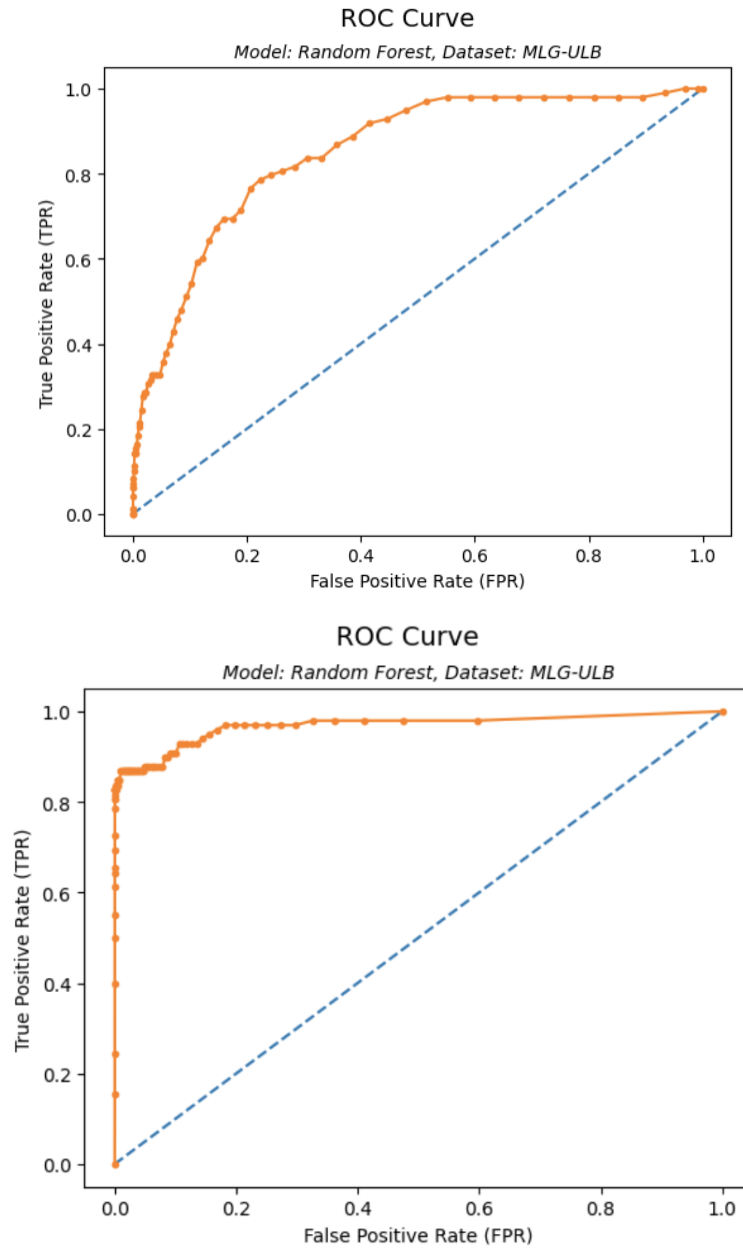 ROC Curve
Model: Random Forest, Dataset: MLG-ULB
1.0
0.8
0.6
0.4
0.2
0.0
True Positive Rate (TPR)
0.0 0.2 0.4 0.6 0.8 1.0
False Positive Rate (FPR)
ROC Curve
Model: Random Forest, Dataset: MLG-ULB
1.0
0.8
0.6
0.4
0.2
0.0
True Positive Rate (TPR)
0.0 0.2 0.4 0.6 0.8 1.0
False Positive Rate (FPR)